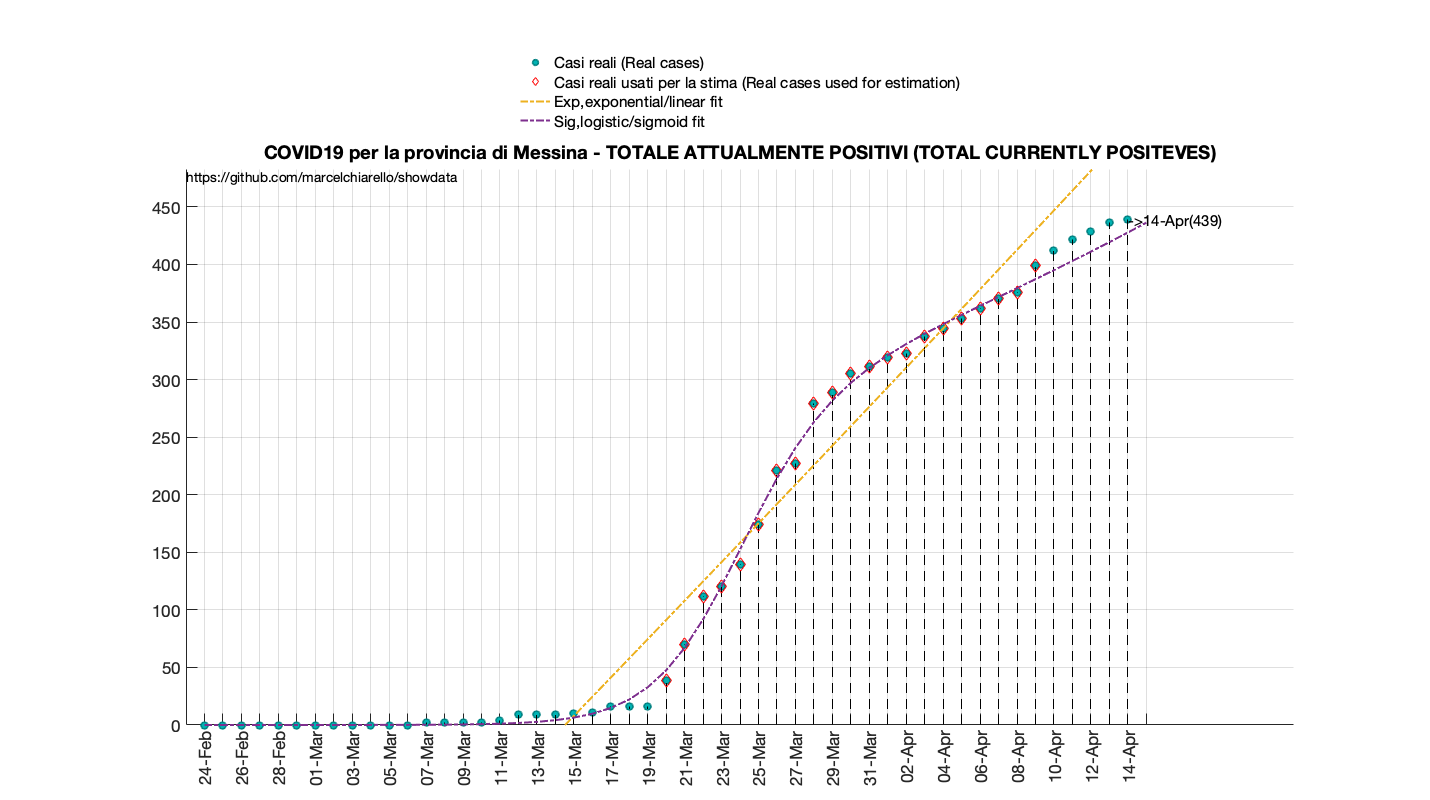 Casi reali (Real cases)
Casi reali usati per la stima (Real cases used for estimation)
Exp,exponential/linear fit
Sig,logistic/sigmoid fit
COVID19 per la provincia di Messina - TOTALE ATTUALMENTE POSITIVI (TOTAL CURRENTLY POSITEVES)
https://github.com/marcelchiarello/showdata
450
->14-Apr(439)
400
350
300
250
200
150
100
50
0
24-Feb
26-Feb
28-Feb
01-Mar
03-Mar
05-Mar
07-Mar
09-Mar
11-Mar
13-Mar
15-Mar
17-Mar
19-Mar
21-Mar
23-Mar
25-Mar
27-Mar
29-Mar
31-Mar
02-Apr
04-Apr
06-Apr
08-Apr
10-Apr
12-Apr
14-Apr